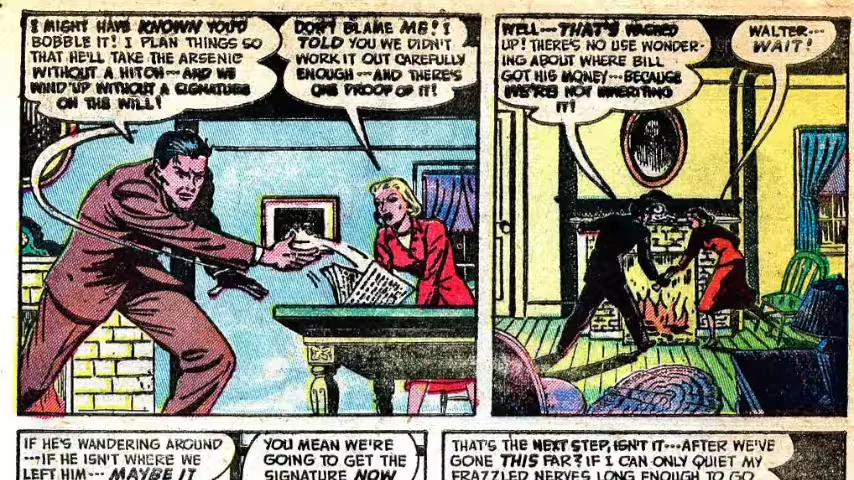 I MIGHT HAVE KNOWN YOU'D
BOBBLE IT! I PLAN THINGS SO
THAT HE'LL TAKE THE ARSENIC
WITHOUT A HITCH---AND WE
WIND UP WITHOUT A SIGNATURE
ON THE WILL!
DON'T BLAME ME! I
TOLD YOU WE DIDN'T
WORK IT OUT CAREFULLY
ENOUGH---AND THERE'S
ONE PROOF OF IT!
WELL---THAT'S WASHED
UP! THERE'S NO USE WONDER-
ING ABOUT WHERE BILL
GOT HIS MONEY---BECAUSE
WE'RE NOT INHERITING
IT!
WALTER---
WAIT!
IF HE'S WANDERING AROUND
---IF HE ISN'T WHERE WE
LEFT HIM--- MAYBE IT
YOU MEAN WE'RE
GOING TO GET THE
SIGNATURE NOW
THAT'S THE NEXT STEP, ISN'T IT---AFTER WE'VE
GONE THIS FAR? IF I CAN ONLY QUIET MY
FRAZZLED NERVES LONG ENOUGH TO GO